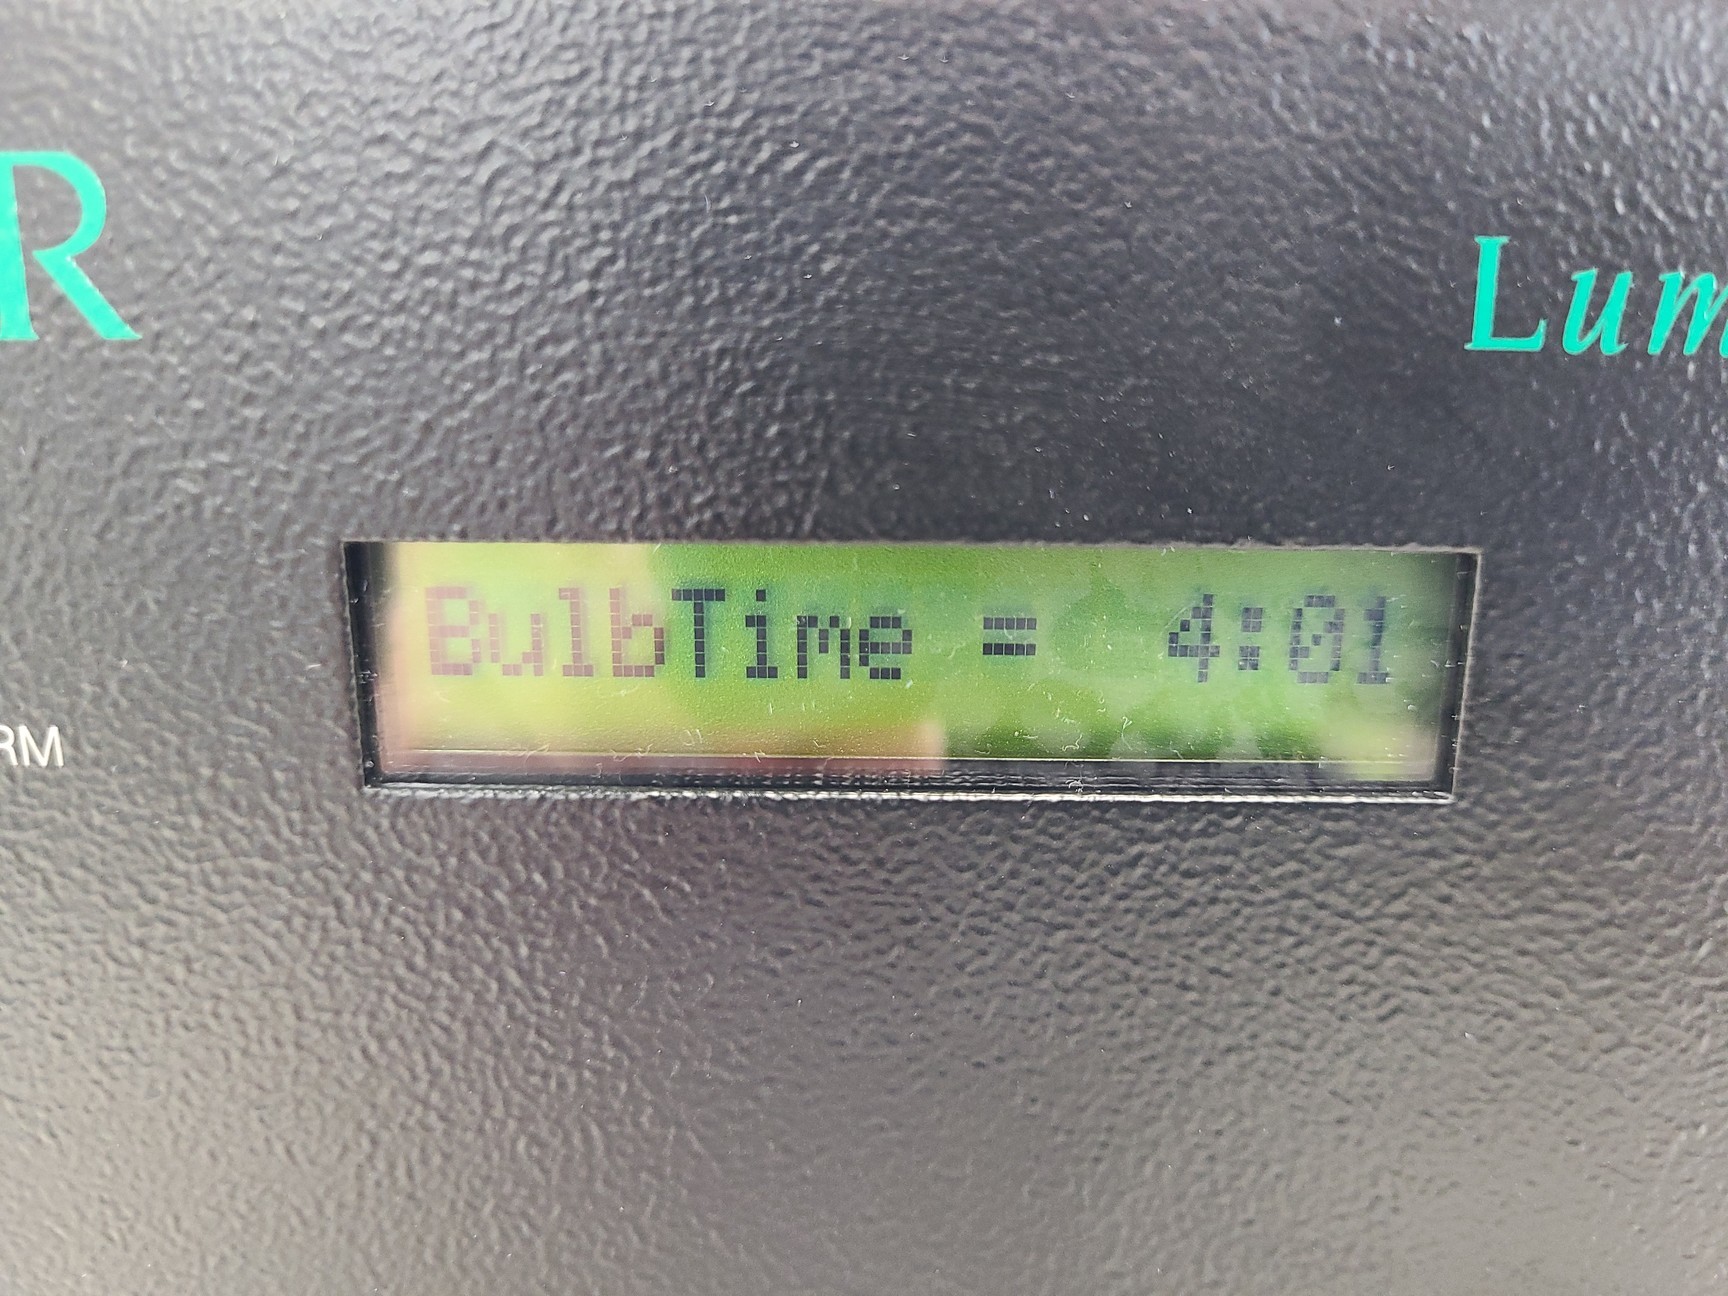 R
Lum
RM
BulbTime = 4:01